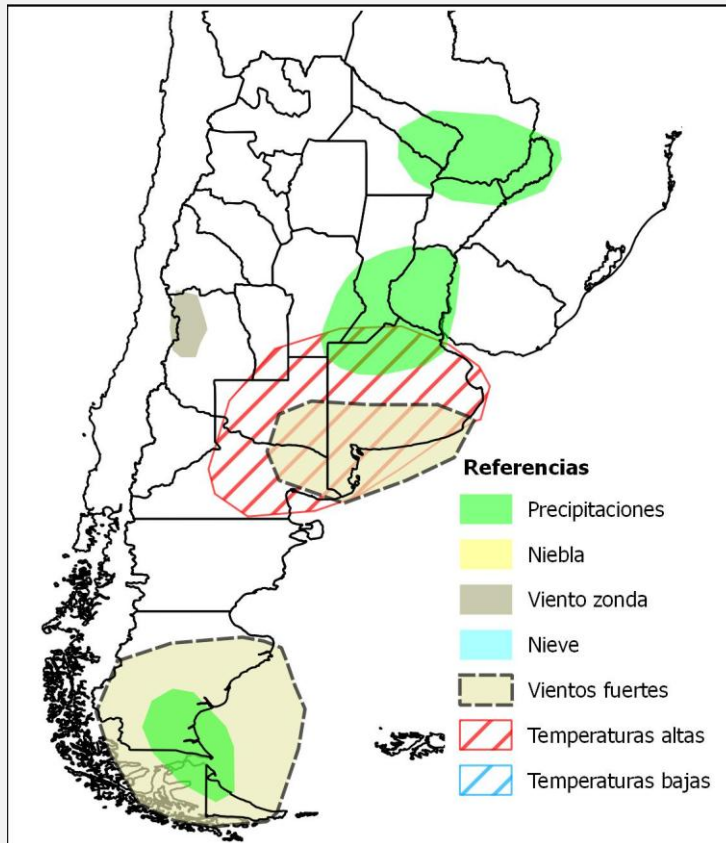 Referencias
Precipitaciones
Niebla
Viento zonda
Nieve
Vientos fuertes
Temperaturas altas
Temperaturas bajas